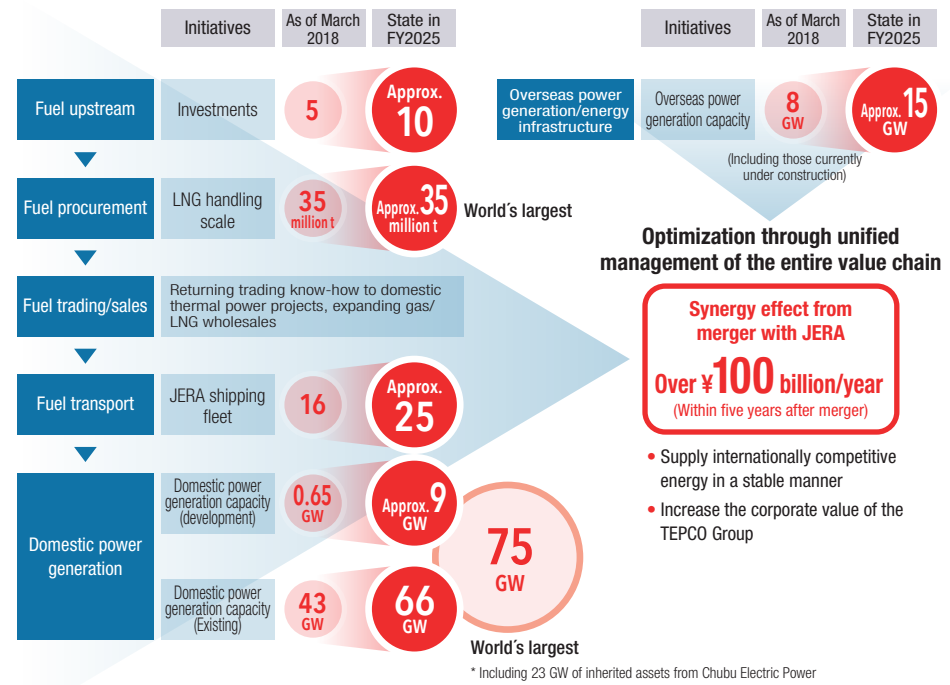 Initiatives
As of March
2018
State in
FY2025
Fuel upstream
Investments
5
Approx.
10
Fuel procurement
LNG handling
scale
35
million t
Approx. 35
million t
World´s largest
Fuel trading/sales
Returning trading know-how to domestic
thermal power projects, expanding gas/
LNG wholesales
Fuel transport
JERA shipping
fleet
16
Approx.
25
Domestic power
generation
Domestic power
generation capacity
(development)
0.65
GW
Approx. 9
GW
Domestic power
generation capacity
(Existing)
43
GW
66
GW
75
GW
World´s largest
* Including 23 GW of inherited assets from Chubu Electric Power
Initiatives
As of March
2018
State in
FY2025
Overseas power
generation/energy
infrastructure
Overseas power
generation capacity
8
GW
Approx. 15
GW
(Including those currently
under construction)
Optimization through unified
management of the entire value chain
Synergy effect from
merger with JERA
Over ¥100 billion/year
(Within five years after merger)
• Supply internationally competitive
energy in a stable manner
• Increase the corporate value of the
TEPCO Group